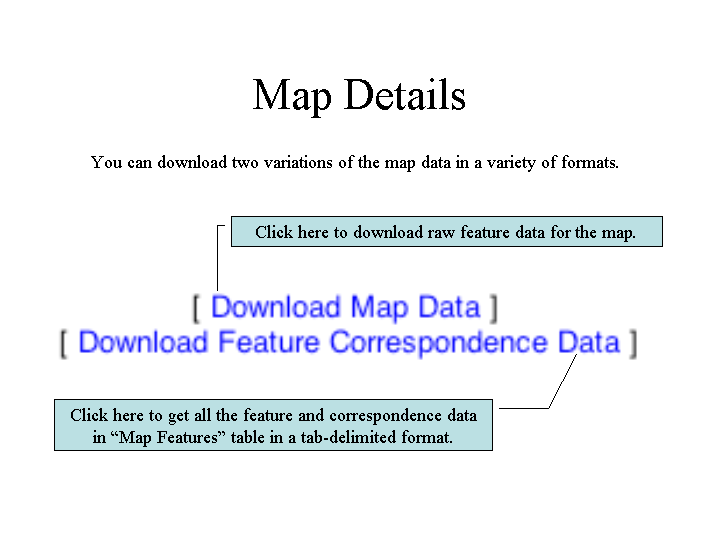 Map Details
You can download two variations of the map data in a variety of formats.
Click here to download raw feature data for the map.
[ Download Map Data ]
[ Download Feature Correspondence Data ]
Click here to get all the feature and correspondence data
in “Map Features” table in a tab-delimited format.